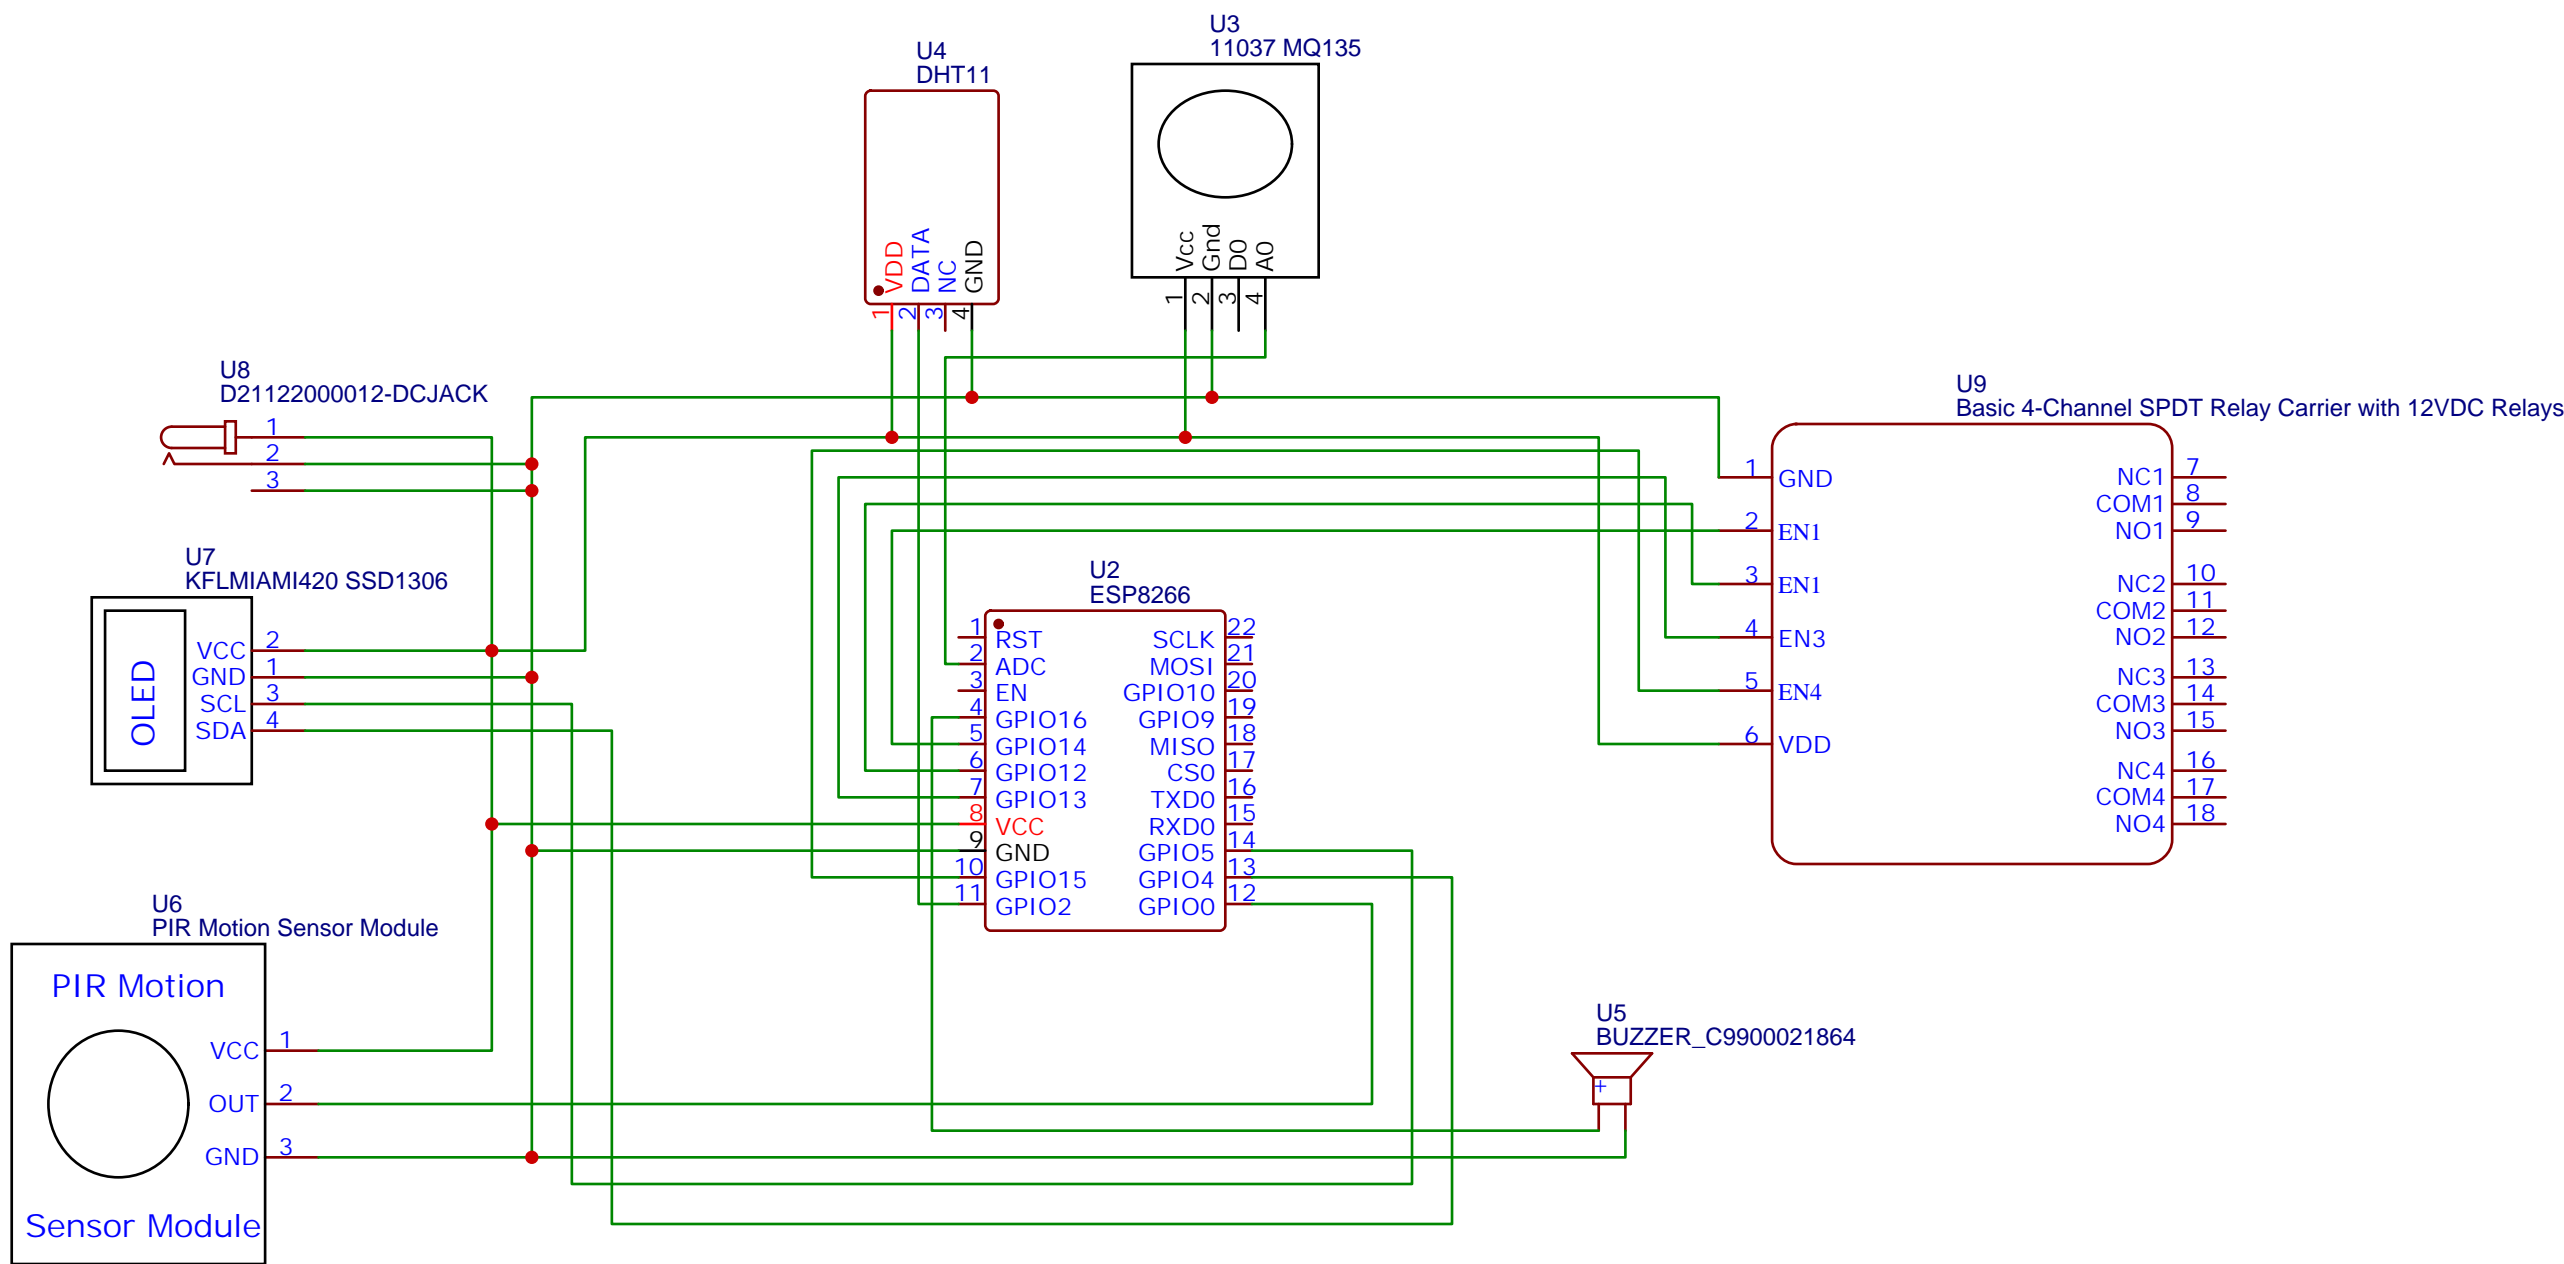 U3
11037 MQ135
Vcc
Gnd
D0
A0
1
2
3
4
U4
DHT11
VDD
DATA
NC
GND
1
2
3
4
U8
D21122000012-DCJACK
1
2
3
U9
Basic 4-Channel SPDT Relay Carrier with 12VDC Relays
1 GND
2 EN1
3 EN1
4 EN3
5 EN4
6 VDD
NC1 7
COM1 8
NO1 9
NC2 10
COM2 11
NO2 12
NC3 13
COM3 14
NO3 15
NC4 16
COM4 17
NO4 18
U7
KFLMIAMI420 SSD1306
OLED
VCC 2
GND 1
SCL 3
SDA 4
U2
ESP8266
1 RST
2 ADC
3 EN
4 GPIO16
5 GPIO14
6 GPIO12
7 GPIO13
8 VCC
9 GND
10 GPIO15
11 GPIO2
SCLK 22
MOSI 21
GPIO10 20
GPIO9 19
MISO 18
CS0 17
TXD0 16
RXD0 15
GPIO5 14
GPIO4 13
GPIO0 12
U6
PIR Motion Sensor Module
PIR Motion
VCC 1
OUT 2
GND 3
Sensor Module
U5
BUZZER_C9900021864
+